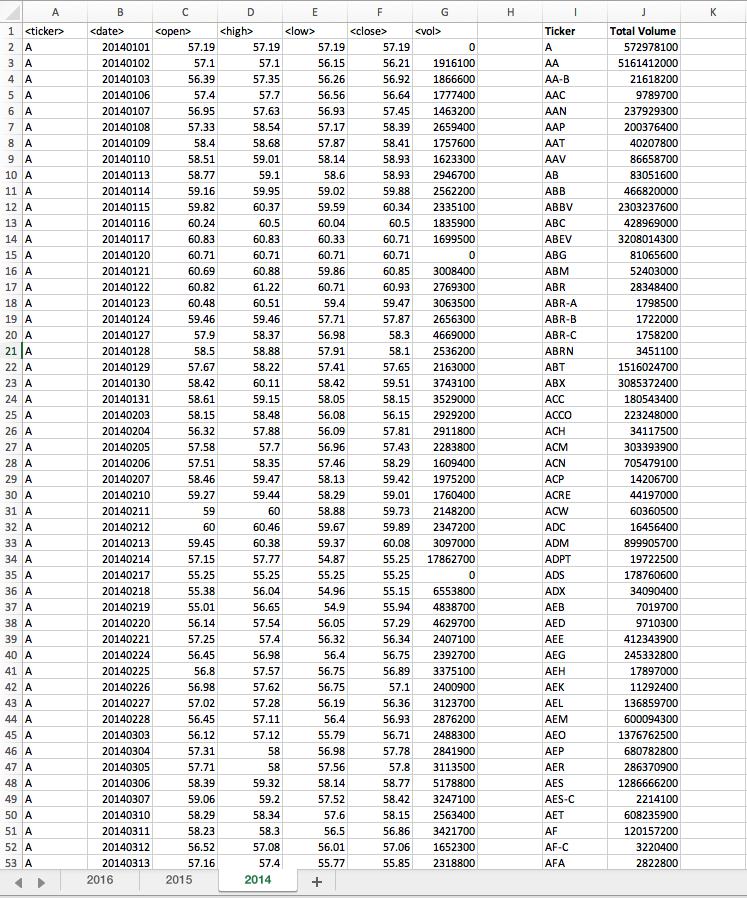 A B C D E F G H I J K
1 <ticker> <date> <open> <high> <low> <close> <vol> Ticker Total Volume
2 A 20140101 57.19 57.19 57.19 57.19 0 A 572978100
3 A 20140102 57.1 57.1 56.15 56.21 1916100 AA 5161412000
4 A 20140103 56.39 57.35 56.26 56.92 1866600 AA-B 21618200
5 A 20140106 57.4 57.7 56.56 56.64 1777400 AAC 9789700
6 A 20140107 56.95 57.63 56.93 57.45 1463200 AAN 237929300
7 A 20140108 57.33 58.54 57.17 58.39 2659400 AAP 200376400
8 A 20140109 58.4 58.68 57.87 58.41 1757600 AAT 40207800
9 A 20140110 58.51 59.01 58.14 58.93 1623300 AAV 86658700
10 A 20140113 58.77 59.1 58.6 58.93 2946700 AB 83051600
11 A 20140114 59.16 59.95 59.02 59.88 2562200 ABB 466820000
12 A 20140115 59.82 60.37 59.59 60.34 2335100 ABBV 2303237600
13 A 20140116 60.24 60.5 60.04 60.5 1835900 ABC 428969000
14 A 20140117 60.83 60.83 60.33 60.71 1699500 ABEV 3208014300
15 A 20140120 60.71 60.71 60.71 60.71 0 ABG 81065600
16 A 20140121 60.69 60.88 59.86 60.85 3008400 ABM 52403000
17 A 20140122 60.82 61.22 60.71 60.93 2769300 ABR 28348400
18 A 20140123 60.48 60.51 59.4 59.47 3063500 ABR-A 1798500
19 A 20140124 59.46 59.46 57.71 57.87 2656300 ABR-B 1722000
20 A 20140127 57.9 58.37 56.98 58.3 4669000 ABR-C 1758200
21 A 20140128 58.5 58.88 57.91 58.1 2536200 ABRN 3451100
22 A 20140129 57.67 58.22 57.41 57.65 2163000 ABT 1516024700
23 A 20140130 58.42 60.11 58.42 59.51 3743100 ABX 3085372400
24 A 20140131 58.61 59.15 58.05 58.15 3529000 ACC 180543400
25 A 20140203 58.15 58.48 56.08 56.15 2929200 ACCO 223248000
26 A 20140204 56.32 57.88 56.09 57.81 2911800 ACH 34117500
27 A 20140205 57.58 57.7 56.96 57.43 2283800 ACM 303393900
28 A 20140206 57.51 58.35 57.46 58.29 1609400 ACN 705479100
29 A 20140207 58.46 59.47 58.13 59.42 1975200 ACP 14206700
30 A 20140210 59.27 59.44 58.29 59.01 1760400 ACRE 44197000
31 A 20140211 59 60 58.88 59.73 2148200 ACW 60360500
32 A 20140212 60 60.46 59.67 59.89 2347200 ADC 16456400
33 A 20140213 59.45 60.38 59.37 60.08 3097000 ADM 899905700
34 A 20140214 57.15 57.77 54.87 55.25 17862700 ADPT 19722500
35 A 20140217 55.25 55.25 55.25 55.25 0 ADS 178760600
36 A 20140218 55.38 56.04 54.96 55.15 6553800 ADX 34090400
37 A 20140219 55.01 56.65 54.9 55.94 4838700 AEB 7019700
38 A 20140220 56.14 57.54 56.05 57.29 4629700 AED 9710300
39 A 20140221 57.25 57.4 56.32 56.34 2407100 AEE 412343900
40 A 20140224 56.45 56.98 56.4 56.75 2392700 AEG 245332800
41 A 20140225 56.8 57.57 56.75 56.89 3375100 AEH 17897000
42 A 20140226 56.98 57.62 56.75 57.1 2400900 AEK 11292400
43 A 20140227 57.02 57.28 56.19 56.36 3123700 AEL 136859700
44 A 20140228 56.45 57.11 56.4 56.93 2876200 AEM 600094300
45 A 20140303 56.12 57.12 55.79 56.71 2488300 AEO 1376762500
46 A 20140304 57.31 58 56.98 57.78 2841900 AEP 680782800
47 A 20140305 57.71 58 57.56 57.8 3113500 AER 286370900
48 A 20140306 58.39 59.32 58.14 58.77 5178800 AES 1286666200
49 A 20140307 59.06 59.2 57.52 58.42 3247100 AES-C 2214100
50 A 20140310 58.29 58.34 57.6 58.15 2563400 AET 608235900
51 A 20140311 58.23 58.3 56.5 56.86 3421700 AF 120157200
52 A 20140312 56.52 57.08 56.01 57.06 1652300 AF-C 3220400
53 A 20140313 57.16 57.4 55.77 55.85 2318800 AFA 2822800
2016 2015 2014 +